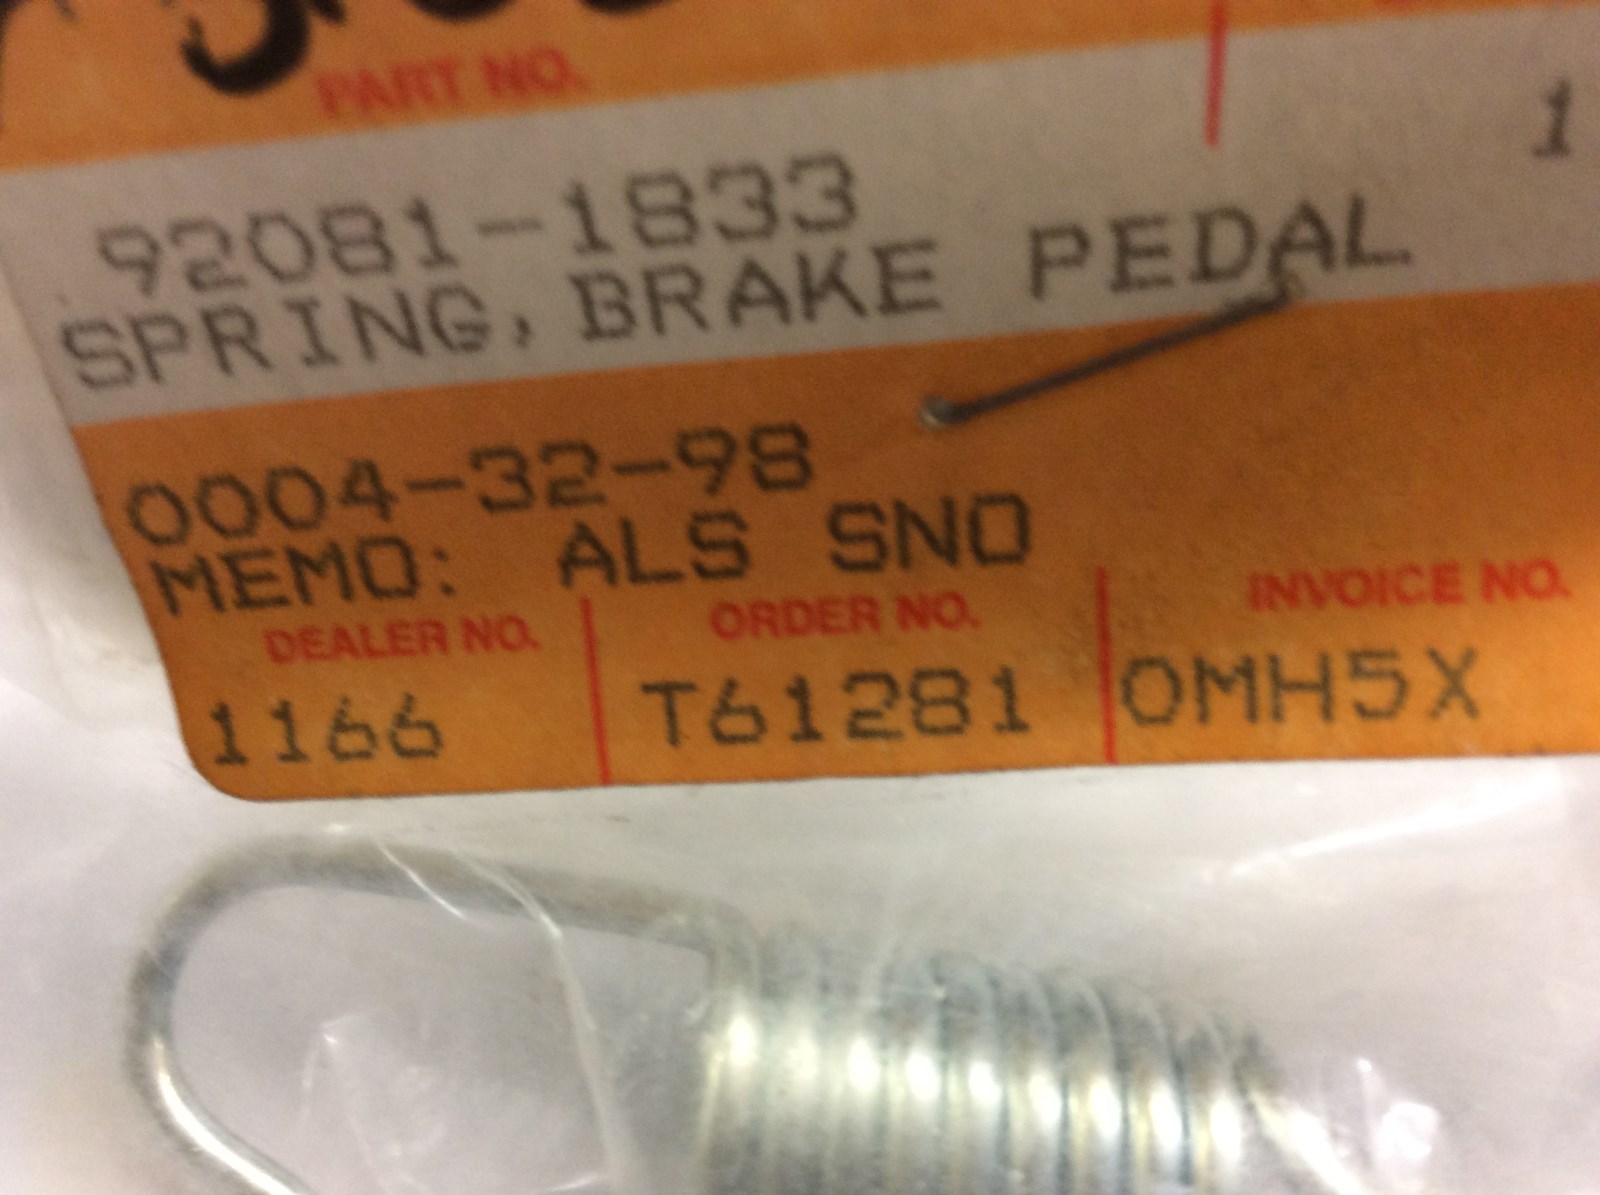 PART NO.
1
92081-1833
SPRING, BRAKE PEDAL
0004-32-98
MEMO: ALS SNO
DEALER NO. ORDER NO. INVOICE NO.
1166 T61281 0MH5X